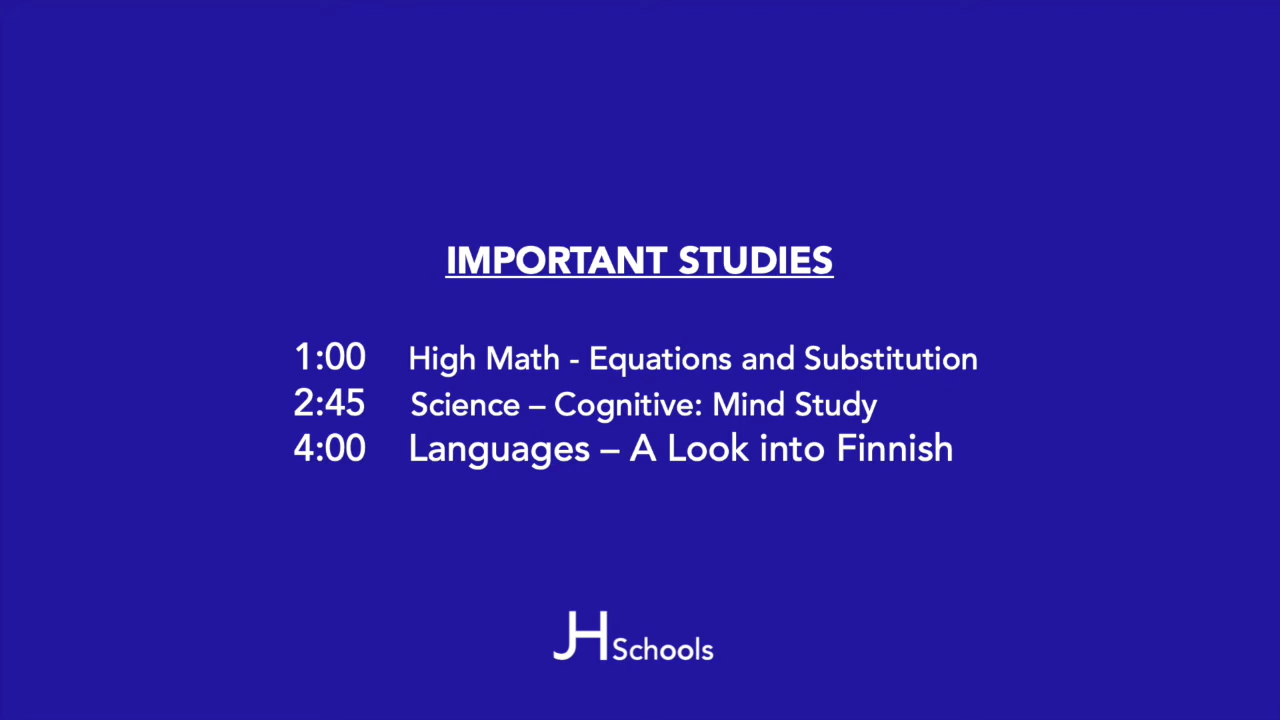 IMPORTANT STUDIES
1:00 High Math - Equations and Substitution
2:45 Science – Cognitive: Mind Study
4:00 Languages – A Look into Finnish
JH Schools